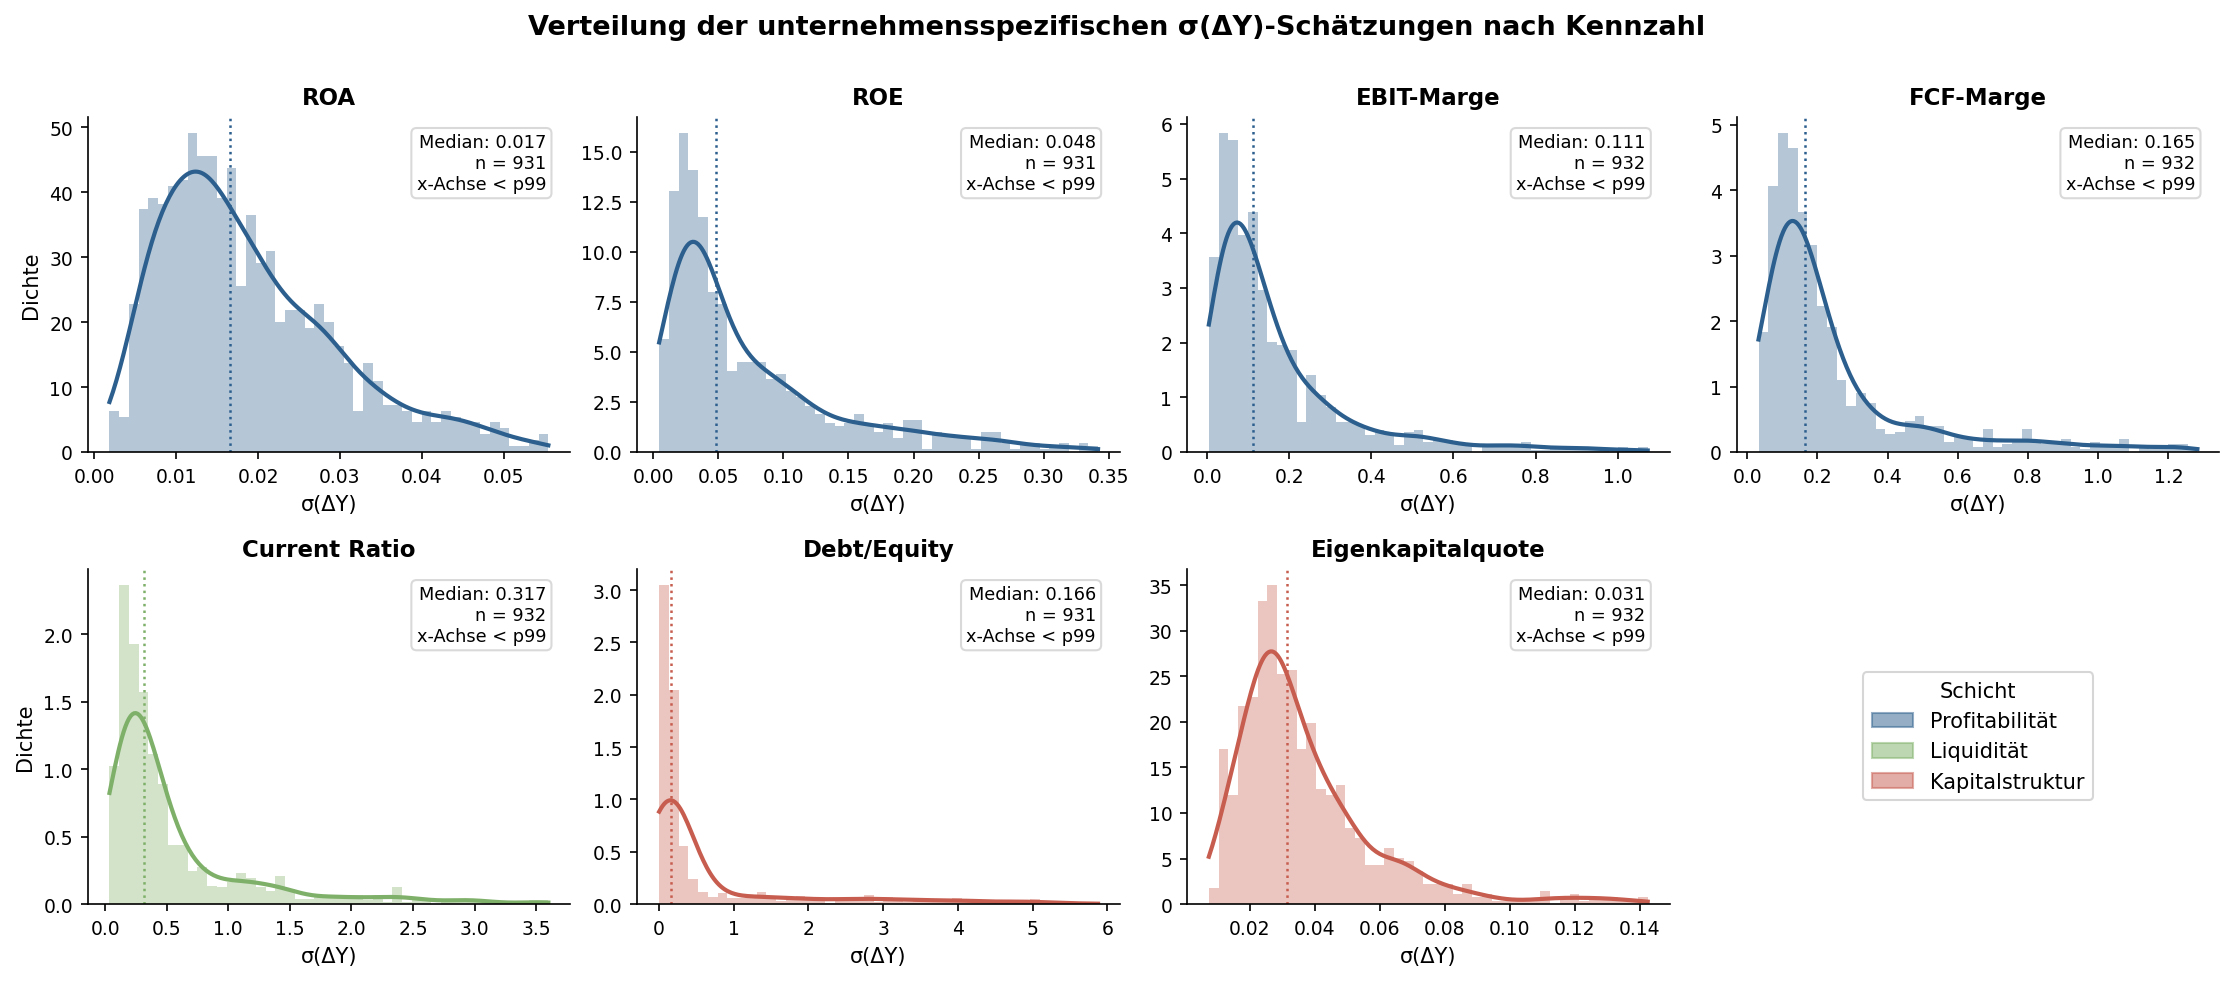 Verteilung der unternehmensspezifischen σ(ΔY)-Schätzungen nach Kennzahl
ROA
Median: 0.017
n = 931
x-Achse < p99
Dichte
50
40
30
20
10
0
0.00 0.01 0.02 0.03 0.04 0.05
σ(ΔY)
ROE
Median: 0.048
n = 931
x-Achse < p99
15.0
12.5
10.0
7.5
5.0
2.5
0.0
0.00 0.05 0.10 0.15 0.20 0.25 0.30 0.35
σ(ΔY)
EBIT-Marge
Median: 0.111
n = 932
x-Achse < p99
6
5
4
3
2
1
0
0.0 0.2 0.4 0.6 0.8 1.0
σ(ΔY)
FCF-Marge
Median: 0.165
n = 932
x-Achse < p99
5
4
3
2
1
0
0.0 0.2 0.4 0.6 0.8 1.0 1.2
σ(ΔY)
Current Ratio
Median: 0.317
n = 932
x-Achse < p99
Dichte
2.0
1.5
1.0
0.5
0.0
0.0 0.5 1.0 1.5 2.0 2.5 3.0 3.5
σ(ΔY)
Debt/Equity
Median: 0.166
n = 931
x-Achse < p99
3.0
2.5
2.0
1.5
1.0
0.5
0.0
0 1 2 3 4 5 6
σ(ΔY)
Eigenkapitalquote
Median: 0.031
n = 932
x-Achse < p99
35
30
25
20
15
10
5
0
0.02 0.04 0.06 0.08 0.10 0.12 0.14
σ(ΔY)
Schicht
Profitabilität
Liquidität
Kapitalstruktur